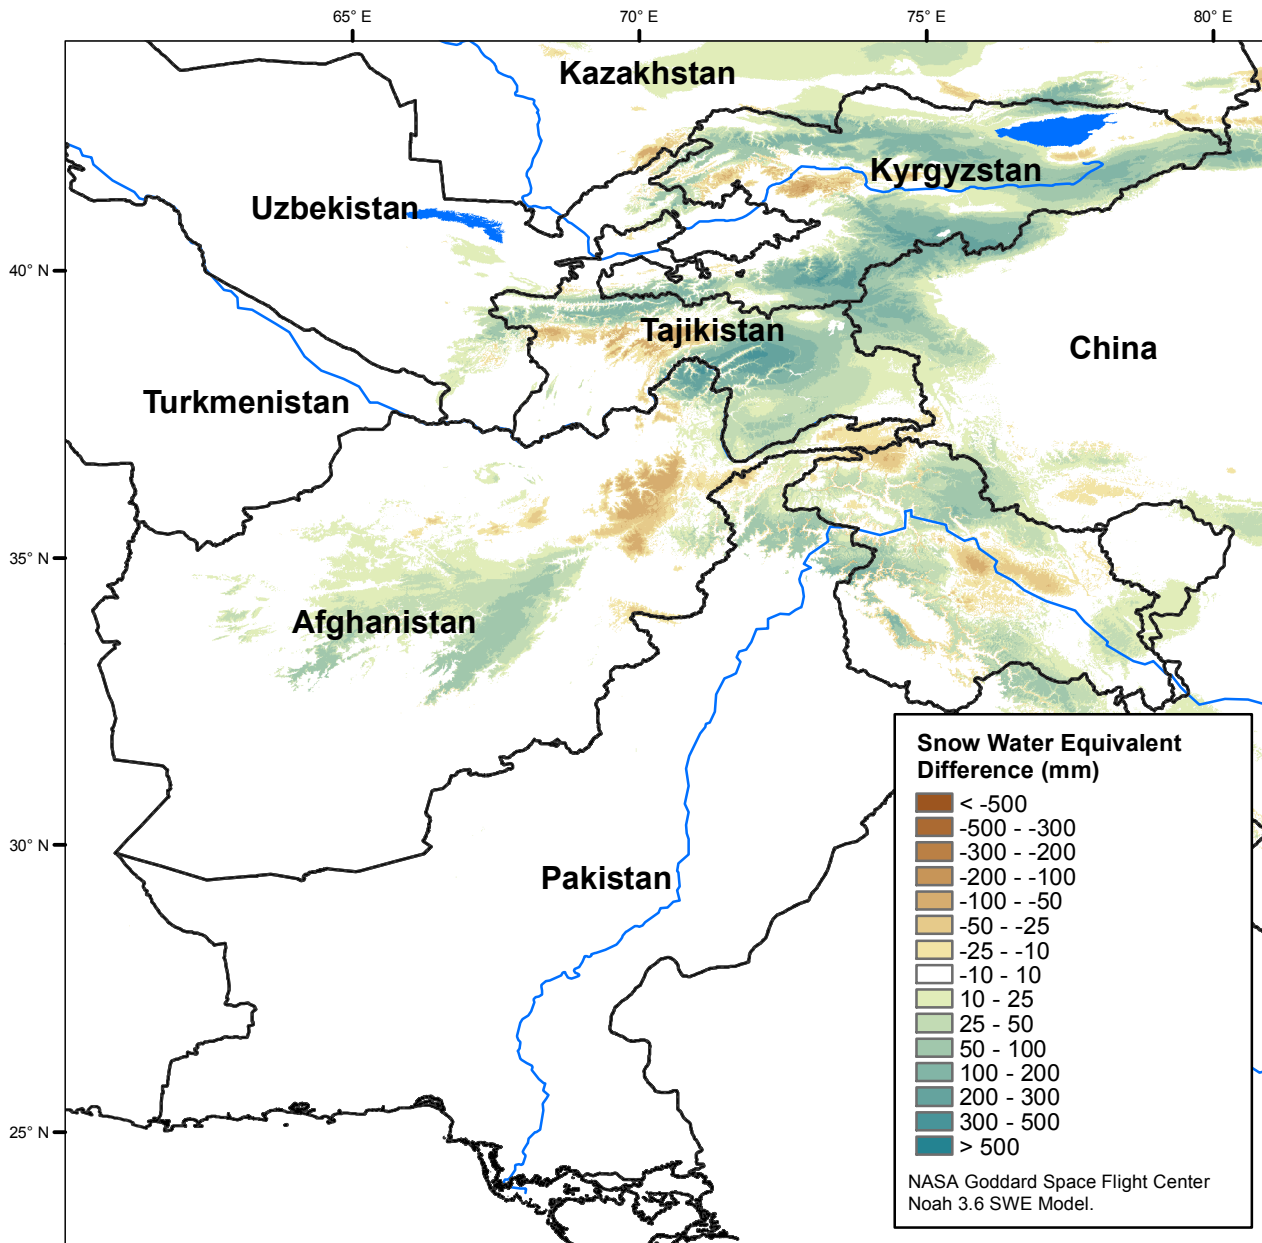 65° E
70° E
75° E
80° E
Kazakhstan
Kyrgyzstan
Uzbekistan
40° N
Tajikistan
China
Turkmenistan
35° N
Afghanistan
Snow Water Equivalent
Difference (mm)
< -500
-500 - -300
-300 - -200
-200 - -100
-100 - -50
-50 - -25
-25 - -10
-10 - 10
10 - 25
25 - 50
50 - 100
100 - 200
200 - 300
300 - 500
> 500
NASA Goddard Space Flight Center
Noah 3.6 SWE Model.
30° N
Pakistan
25° N